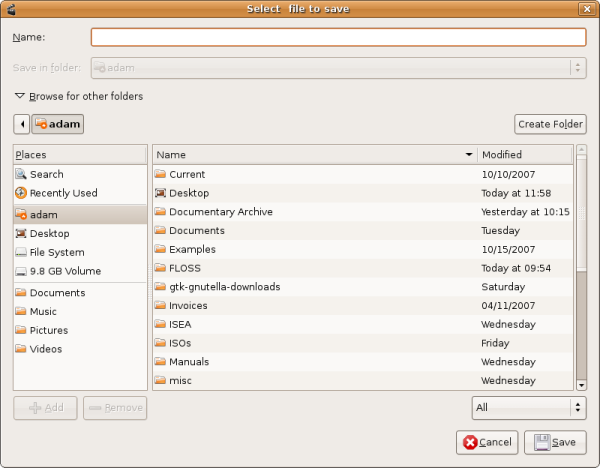 Select  file to save
Name:
Save in folder: adam
Browse for other folders
adam Create Folder
Places
Search
Recently Used
adam
Desktop
File System
9.8 GB Volume
Documents
Music
Pictures
Videos
Name Modified
Current 10/10/2007
Desktop Today at 11:58
Documentary Archive Yesterday at 10:15
Documents Tuesday
Examples 10/15/2007
FLOSS Today at 09:54
gtk-gnutella-downloads Saturday
Invoices 04/11/2007
ISEA Wednesday
ISOs Friday
Manuals Wednesday
misc Wednesday
Add Remove All
Cancel Save